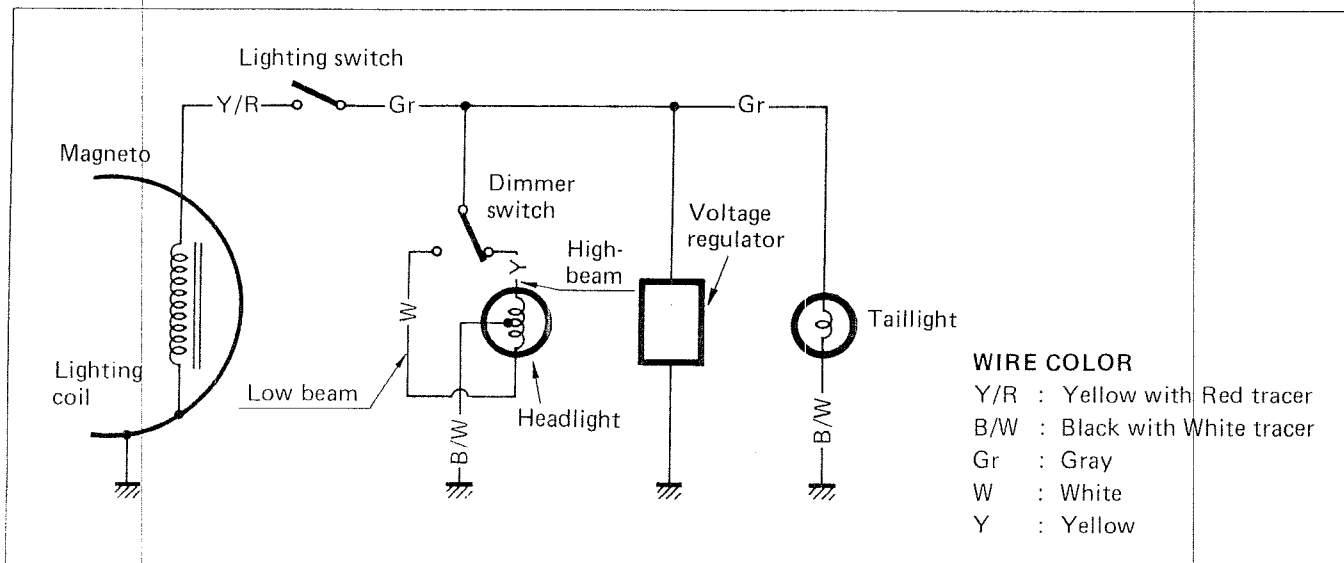 Lighting switch
Y/R
Gr
Gr
Magneto
Dimmer
switch
Voltage
regulator
High-
beam
Y
W
Taillight
Lighting
coil
Low beam
Headlight
B/W
B/W
WIRE COLOR
Y/R : Yellow with Red tracer
B/W : Black with White tracer
Gr : Gray
W : White
Y : Yellow